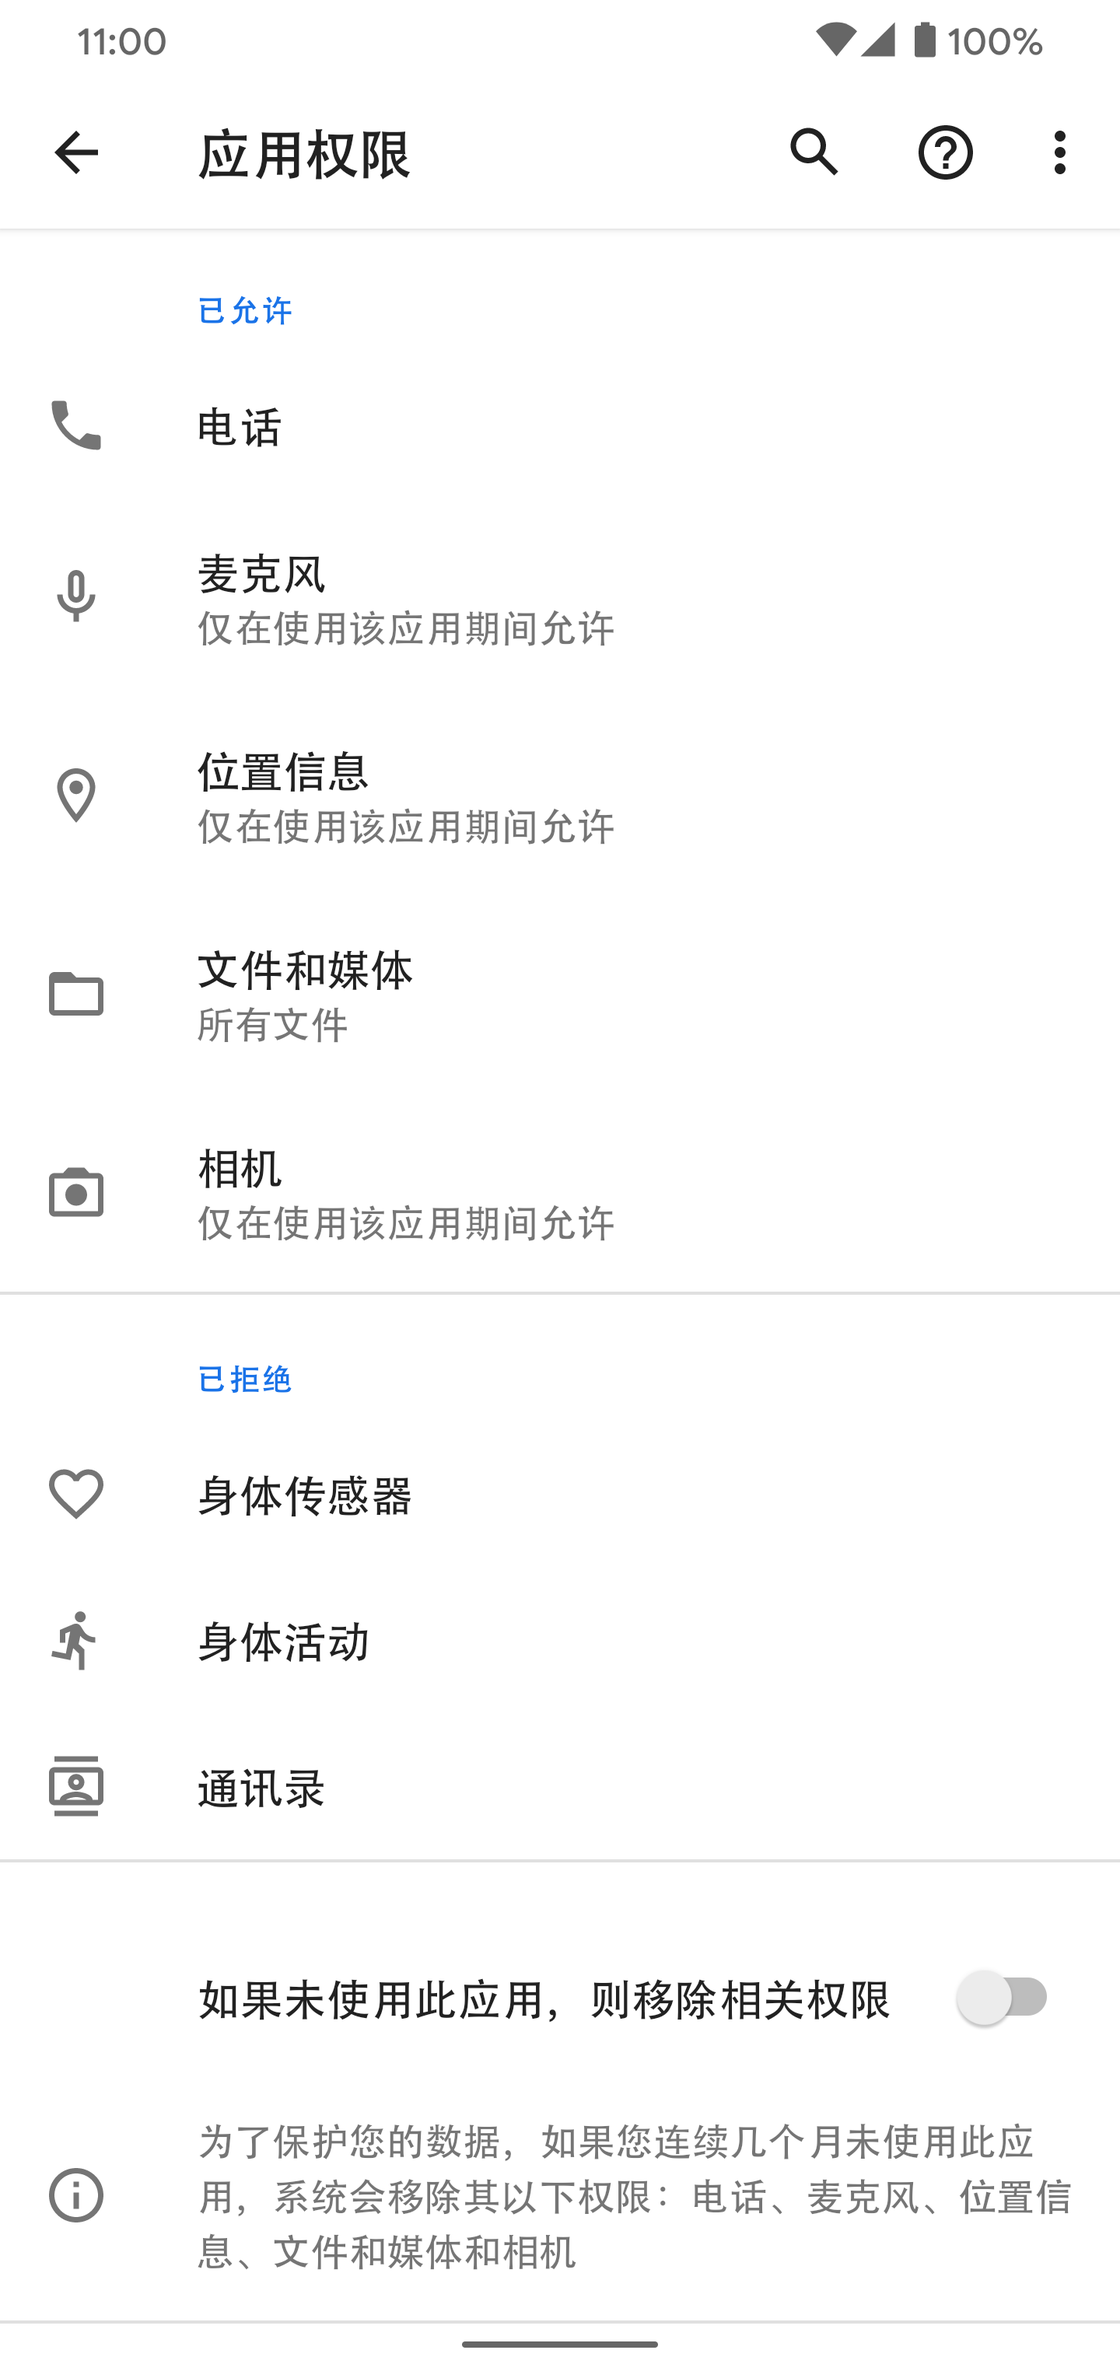 11:00
100%
应用权限
已允许
电话
麦克风
仅在使用该应用期间允许
位置信息
仅在使用该应用期间允许
文件和媒体
所有文件
相机
仅在使用该应用期间允许
已拒绝
身体传感器
身体活动
通讯录
如果未使用此应用，则移除相关权限
为了保护您的数据，如果您连续几个月未使用此应
用，系统会移除其以下权限：电话、麦克风、位置信
息、文件和媒体和相机